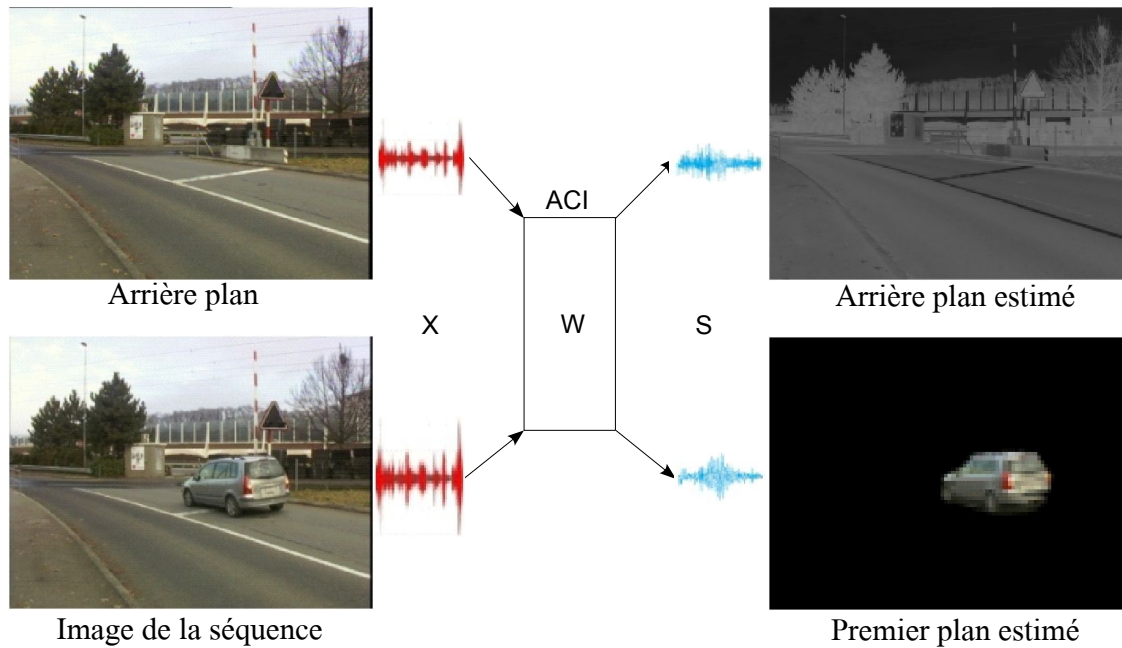 Arrière plan
Image de la séquence
X
ACI
W
S
Arrière plan estimé
Premier plan estimé